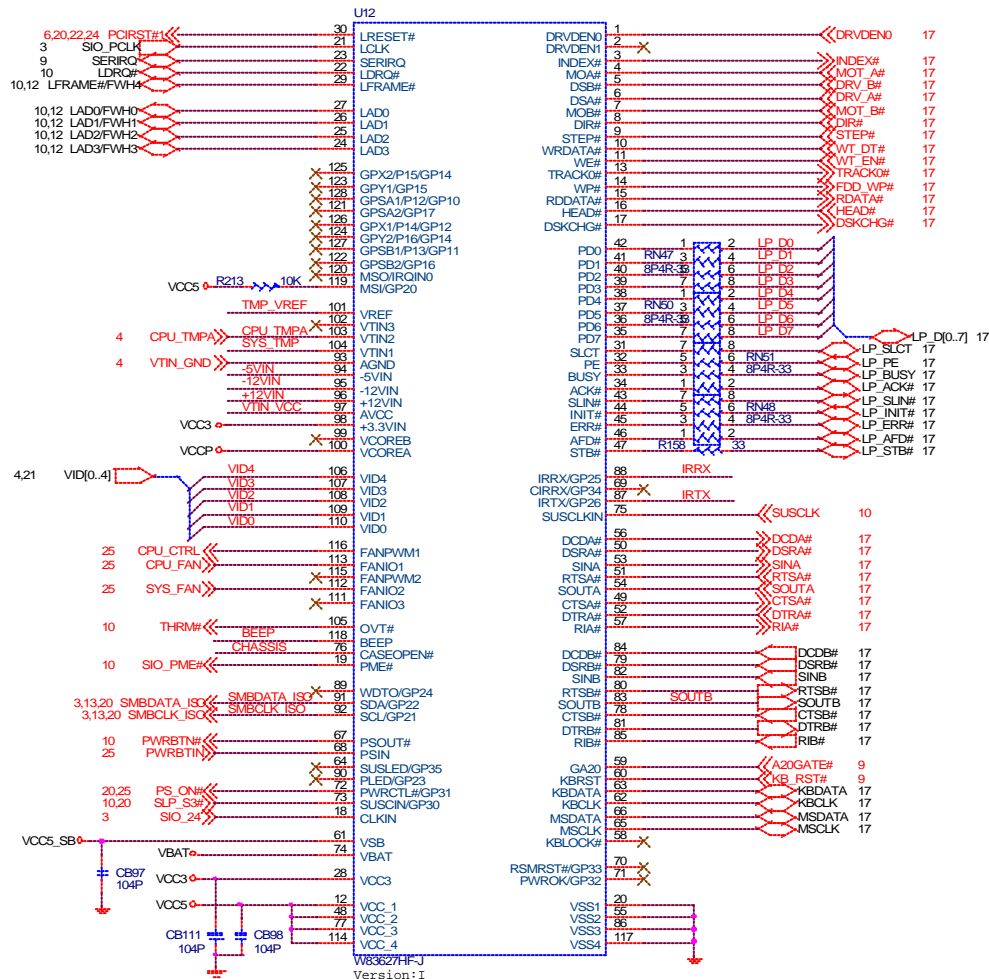 U12
6,20,22,24 PCIRST#1 30 LRESET# DRVDEN0 1 DRVDEN0 17
3 SIO_PCLK 21 LCLK DRVDEN1 2
9 SERIRQ 23 SERIRQ INDEX# 3 INDEX# 17
10 LDRQ# 22 LDRQ# MOA# 4 MOT_A# 17
10,12 LFRAME#/FWH4 29 LFRAME# DSB# 5 DRV_B# 17
DSA# 6 DRV_A# 17
10,12 LAD0/FWH0 27 LAD0 MOB# 7 MOT_B# 17
10,12 LAD1/FWH1 26 LAD1 DIR# 8 DIR# 17
10,12 LAD2/FWH2 25 LAD2 STEP# 9 STEP# 17
10,12 LAD3/FWH3 24 LAD3 WRDATA# 10 WT_DT# 17
WE# 11 WT_EN# 17
125 GPX2/P15/GP14 TRACK0# 13 TRACK0# 17
123 GPY1/GP15 WP# 14 FDD_WP# 17
128 GPSA1/P12/GP10 RDDATA# 15 RDATA# 17
121 GPSA2/GP17 HEAD# 16 HEAD# 17
126 GPX1/P14/GP12 DSKCHG# 17 DSKCHG# 17
124 GPY2/P16/GP14
127 GPSB1/P13/GP11 PD0 42 1 2 LP_D0
122 GPSB2/GP16 PD1 41 3 RN47 4 LP_D1
120 MSO/IRQIN0 PD2 40 5 8P4R-33 6 LP_D2
VCC5 R213 10K 119 MSI/GP20 PD3 39 7 8 LP_D3
PD4 38 1 2 LP_D4
TMP_VREF 101 VREF PD5 37 3 RN50 4 LP_D5
102 VTIN3 PD6 36 5 8P4R-33 6 LP_D6
4 CPU_TMPA CPU_TMPA 103 VTIN2 PD7 35 7 8 LP_D7 LP_D[0..7] 17
SYS_TMP 104 VTIN1 SLCT 31 7 8 LP_SLCT 17
4 VTIN_GND 93 AGND PE 32 5 6 RN51 LP_PE 17
-5VIN 94 -5VIN BUSY 33 3 4 8P4R-33 LP_BUSY 17
-12VIN 95 -12VIN ACK# 34 1 2 LP_ACK# 17
+12VIN 96 +12VIN SLIN# 43 7 8 LP_SLIN# 17
VTIN_VCC 97 AVCC INIT# 44 5 6 RN48 LP_INIT# 17
VCC3 98 +3.3VIN ERR# 45 3 4 8P4R-33 LP_ERR# 17
99 VCOREB AFD# 46 1 2 LP_AFD# 17
VCCP 100 VCOREA STB# 47 R158 33 LP_STB# 17
4,21 VID[0..4] VID4 106 VID4 IRRX/GP25 88 IRRX
VID3 107 VID3 CIRRX/GP34 69
VID2 108 VID2 IRTX/GP26 87 IRTX
VID1 109 VID1 SUSCLKIN 75 SUSCLK 10
VID0 110 VID0
DCDA# 56 DCDA# 17
25 CPU_CTRL 116 FANPWM1 DSRA# 50 DSRA# 17
25 CPU_FAN 113 FANIO1 SINA 53 SINA 17
115 FANPWM2 RTSA# 51 RTSA# 17
25 SYS_FAN 112 FANIO2 SOUTA 54 SOUTA 17
111 FANIO3 CTSA# 49 CTSA# 17
DTRA# 52 DTRA# 17
10 THRM# 105 OVT# RIA# 57 RIA# 17
BEEP 118 BEEP
CHASSIS 76 CASEOPEN# DCDB# 84 DCDB# 17
10 SIO_PME# 19 PME# DSRB# 79 DSRB# 17
SINB 82 SINB 17
89 WDTO/GP24 RTSB# 80 RTSB# 17
3,13,20 SMBDATA_ISO SMBDATA_ISO 91 SDA/GP22 SOUTB 83 SOUTB SOUTB 17
3,13,20 SMBCLK_ISO SMBCLK_ISO 92 SCL/GP21 CTSB# 78 CTSB# 17
DTRB# 81 DTRB# 17
10 PWRBTN# 67 PSOUT# RIB# 85 RIB# 17
25 PWRBTIN 68 PSIN
64 SUSLED/GP35 GA20 59 A20GATE# 9
90 PLED/GP23 KBRST 60 KB_RST# 9
20,25 PS_ON# 72 PWRCTL#/GP31 KBDATA 63 KBDATA 17
10,20 SLP_S3# 73 SUSCIN/GP30 KBCLK 62 KBCLK 17
3 SIO_24 18 CLKIN MSDATA 66 MSDATA 17
MSCLK 65 MSCLK 17
VCC5_SB 61 VSB KBLOCK# 58
VBAT 74 VBAT
CB97 RSMRST#/GP33 70
104P VCC3 28 VCC3 PWROK/GP32 71
VCC5 12 VCC_1 VSS1 20
48 VCC_2 VSS2 55
77 VCC_3 VSS3 86
CB111 CB98 114 VCC_4 VSS4 117
104P 104P
W83627HF-J
Version:I